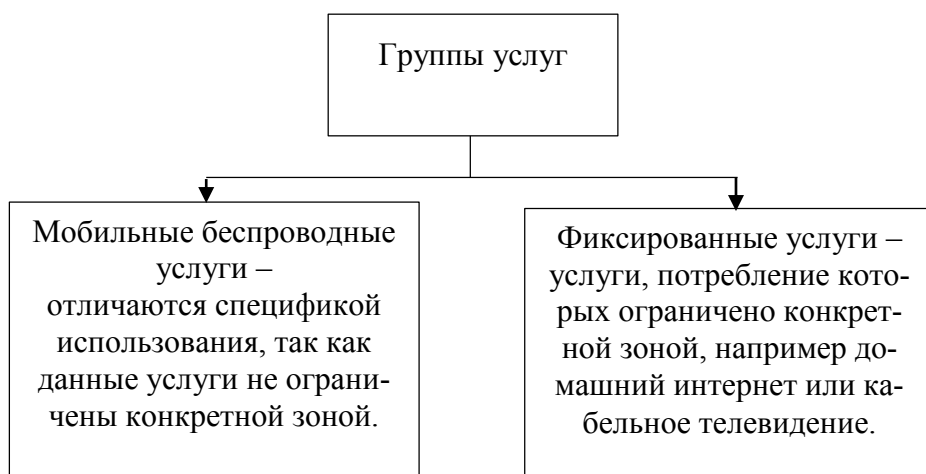 Группы услуг
Мобильные беспроводные
услуги –
отличаются спецификой
использования, так как
данные услуги не ограни-
чены конкретной зоной.
Фиксированные услуги –
услуги, потребление кото-
рых ограничено конкрет-
ной зоной, например до-
машний интернет или ка-
бельное телевидение.